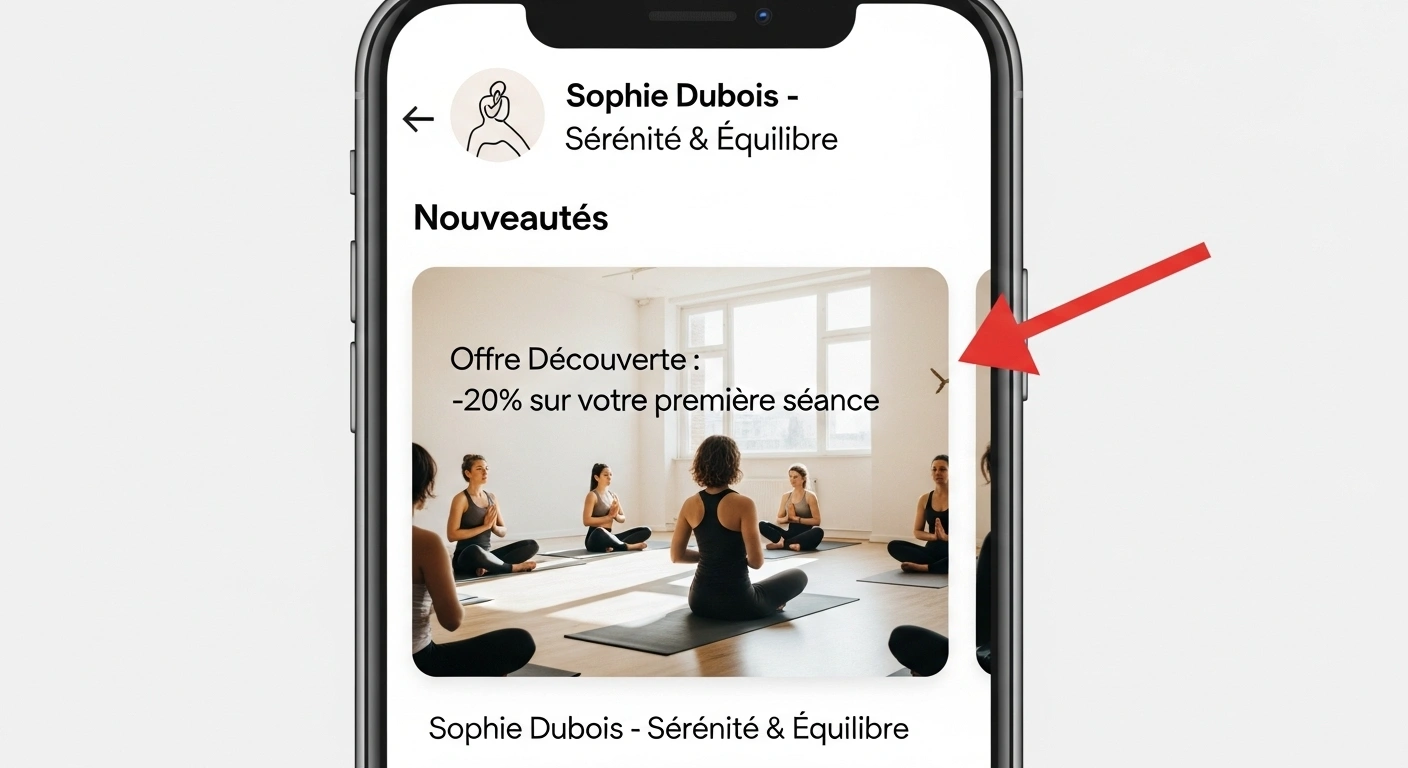 Sophie Dubois -
Sérénité & Équilibre
Nouveautés
Offre Découverte :
-20% sur votre première séance
Sophie Dubois - Sérénité & Équilibre